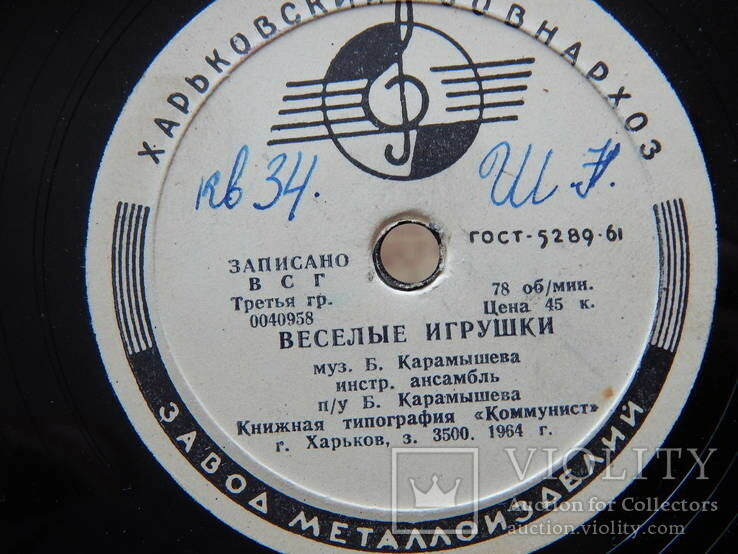 ХАРЬКОВСКИЙ СОВНАРХОЗ
кв 34. Ш. Н.
ГОСТ-5289-61
ЗАПИСАНО
ВСГ
Третья гр.
0040958
78 об/мин.
Цена 45 к.
ВЕСЕЛЫЕ ИГРУШКИ
муз. Б. Карамышева
инстр. ансамбль
п/у Б. Карамышева
Книжная типография «Коммунист»
г. Харьков, з. 3500. 1964 г.
ЗАВОД МЕТАЛЛОИЗДЕЛИЙ
VIOLITY
Auction for Collectors
auction.violity.com